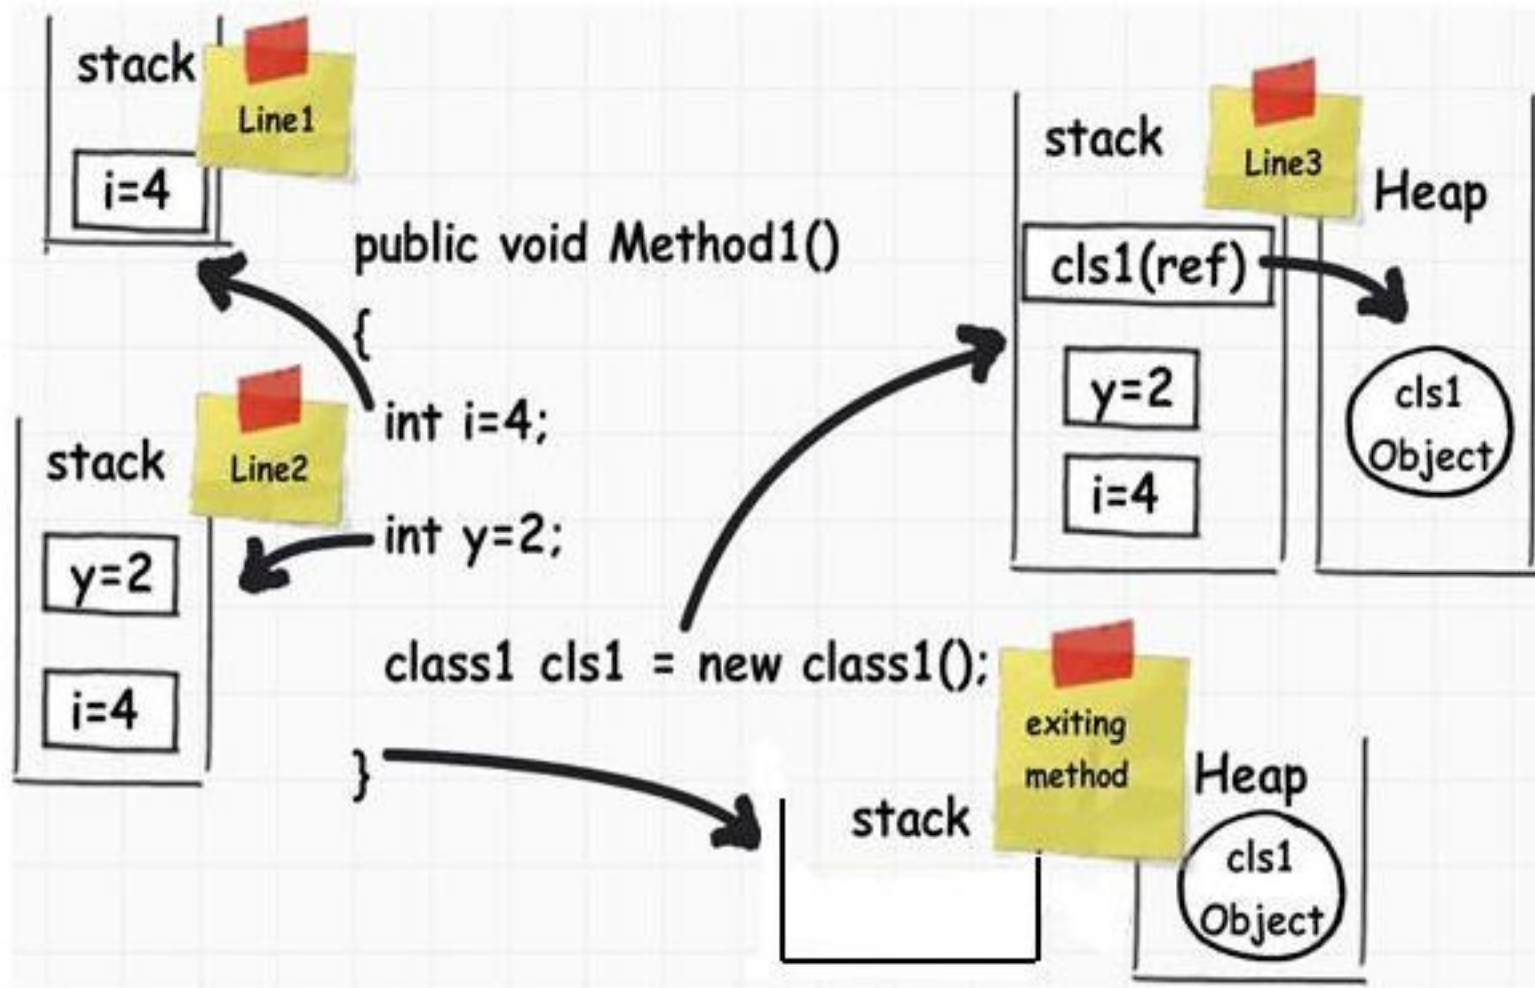 stack
Line1
i=4
public void Method1()
{
int i=4;
int y=2;
class1 cls1 = new class1();
}
stack
Line2
y=2
i=4
stack
Line3
Heap
cls1(ref)
y=2
i=4
cls1
Object
exiting
method
stack
Heap
cls1
Object